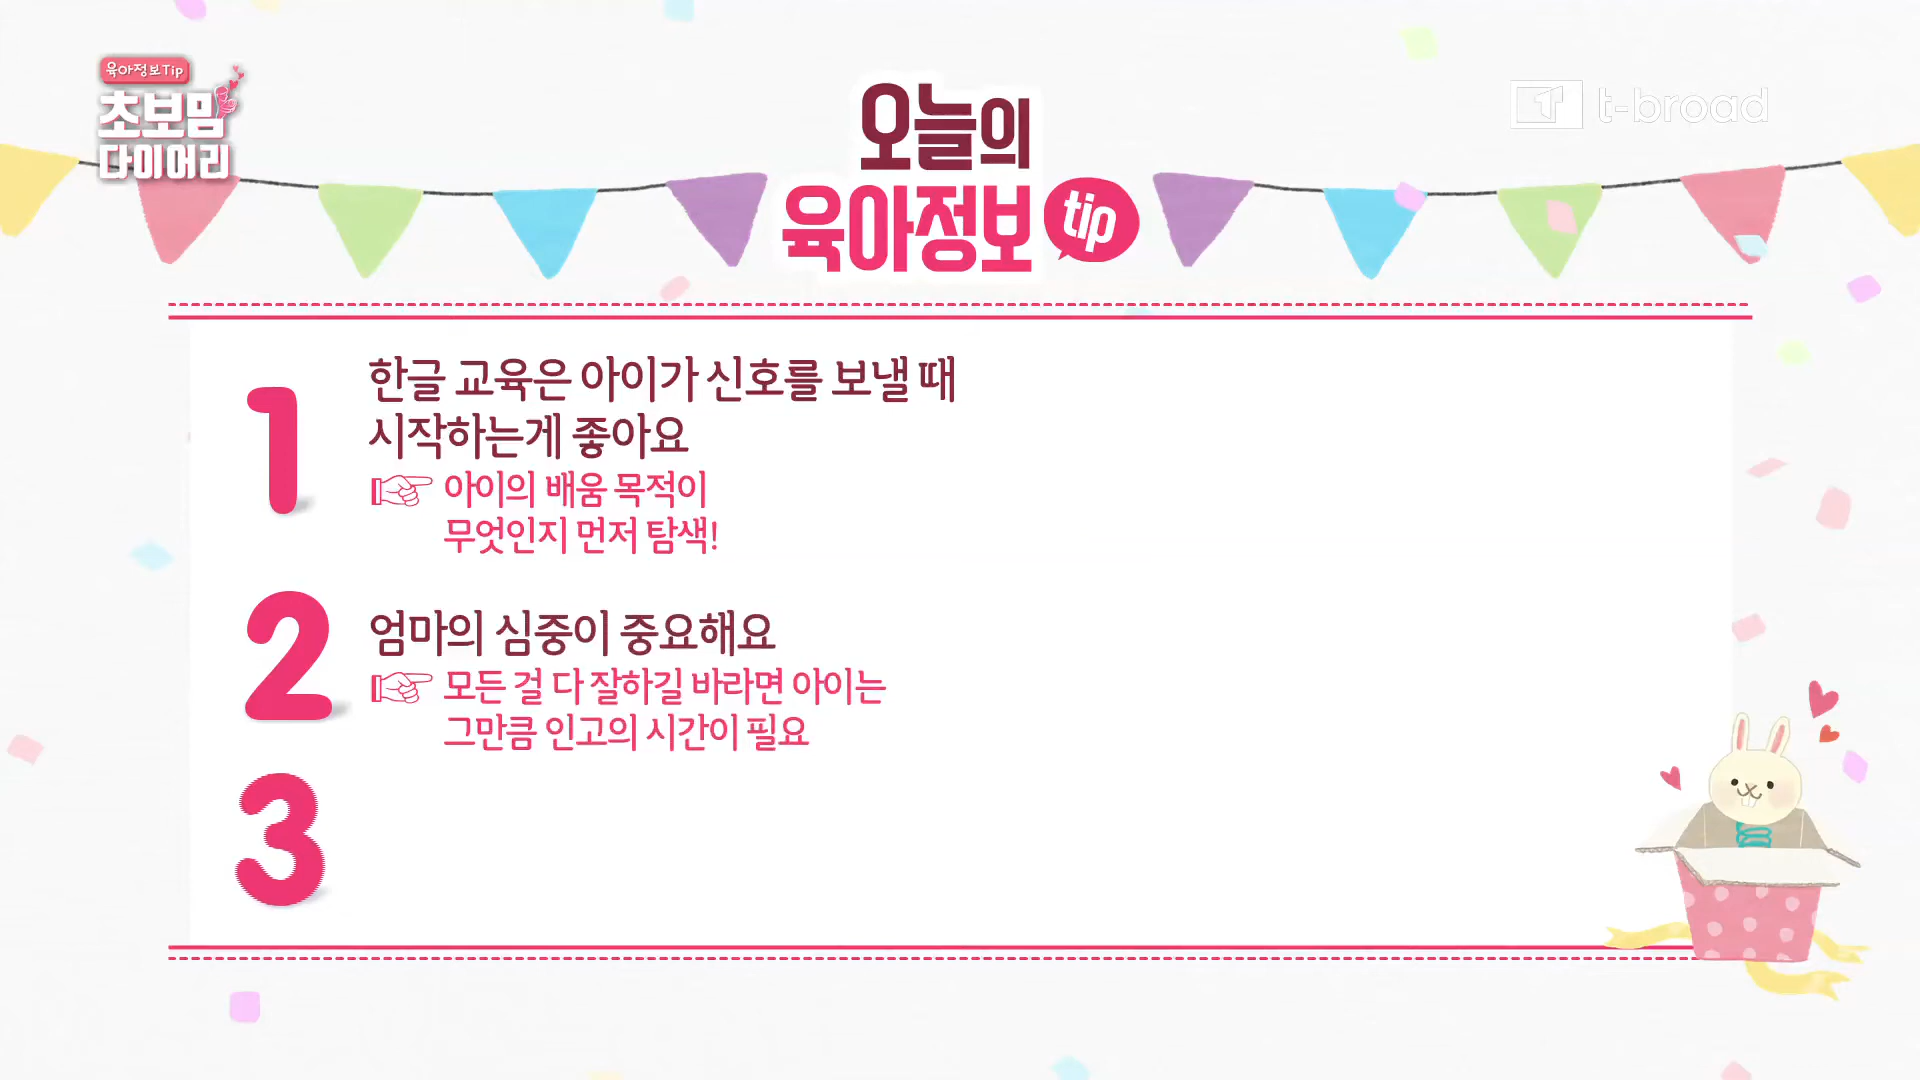 육아정보Tip
초보맘
다이어리
t-broad
오늘의
육아정보 tip
1
한글 교육은 아이가 신호를 보낼 때
시작하는게 좋아요
☞ 아이의 배움 목적이
무엇인지 먼저 탐색!
2
엄마의 심중이 중요해요
☞ 모든 걸 다 잘하길 바라면 아이는
그만큼 인고의 시간이 필요
3